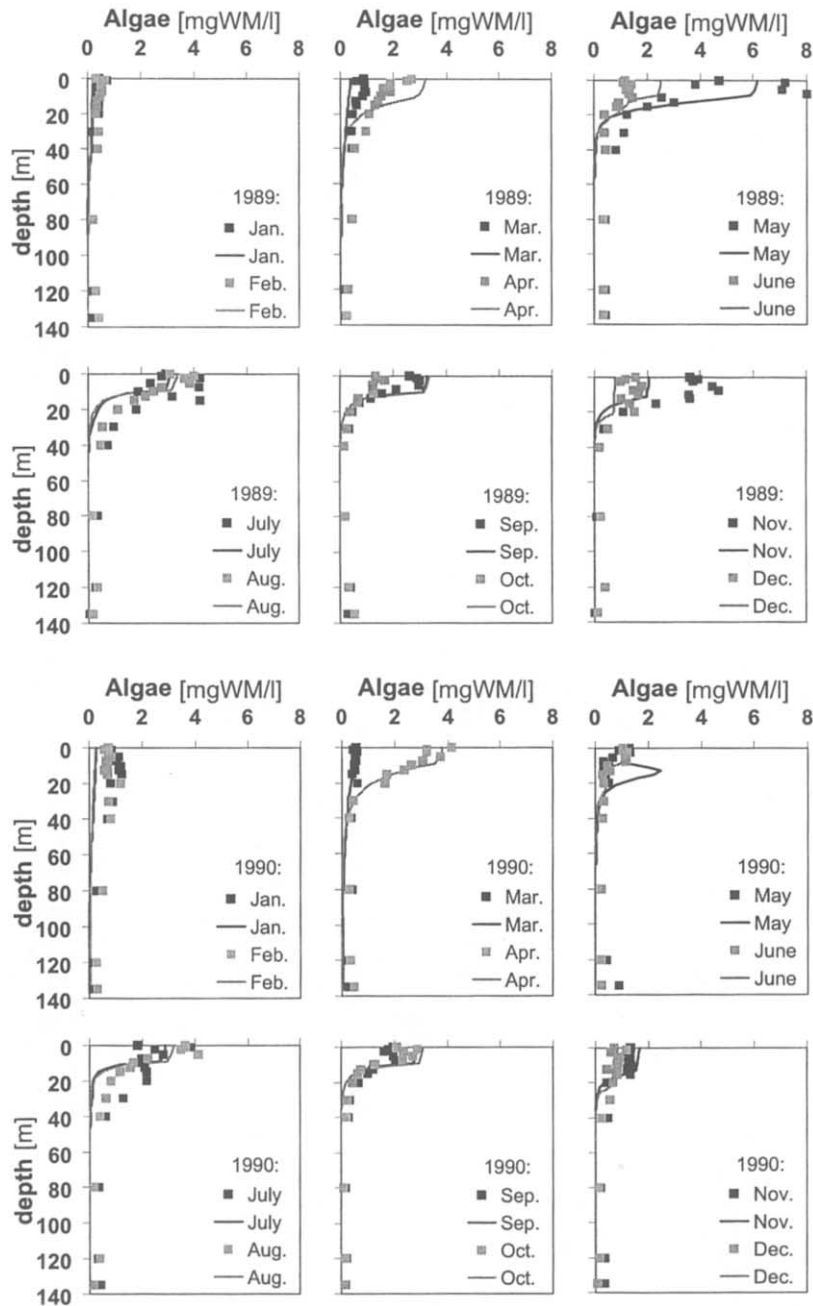 Algae [mgWM/l] Algae [mgWM/l] Algae [mgWM/l]
0 2 4 6 8 0 2 4 6 8 0 2 4 6 8
depth [m]
0
20
40
60
80
100
120
140
1989:
Jan.
Jan.
Feb.
Feb.
1989:
Mar.
Mar.
Apr.
Apr.
1989:
May
May
June
June
depth [m]
0
20
40
60
80
100
120
140
1989:
July
July
Aug.
Aug.
1989:
Sep.
Sep.
Oct.
Oct.
1989:
Nov.
Nov.
Dec.
Dec.
Algae [mgWM/l] Algae [mgWM/l] Algae [mgWM/l]
0 2 4 6 8 0 2 4 6 8 0 2 4 6 8
depth [m]
0
20
40
60
80
100
120
140
1990:
Jan.
Jan.
Feb.
Feb.
1990:
Mar.
Mar.
Apr.
Apr.
1990:
May
May
June
June
depth [m]
0
20
40
60
80
100
120
140
1990:
July
July
Aug.
Aug.
1990:
Sep.
Sep.
Oct.
Oct.
1990:
Nov.
Nov.
Dec.
Dec.